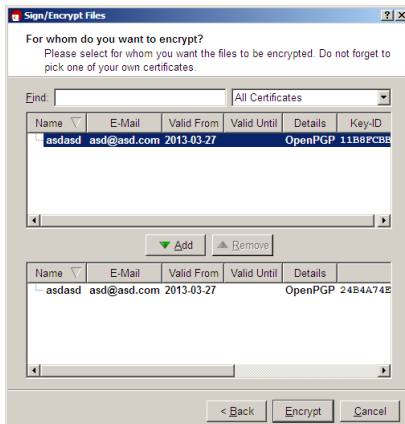 Sign/Encrypt Files
For whom do you want to encrypt?
Please select for whom you want the files to be encrypted. Do not forget to
pick one of your own certificates.
Find: All Certificates
Name E-Mail Valid From Valid Until Details Key-ID
asdasd asd@asd.com 2013-03-27 OpenPGP 11B8FCBB
Add Remove
Name E-Mail Valid From Valid Until Details
asdasd asd@asd.com 2013-03-27 OpenPGP 24B4A74E
< Back Encrypt Cancel